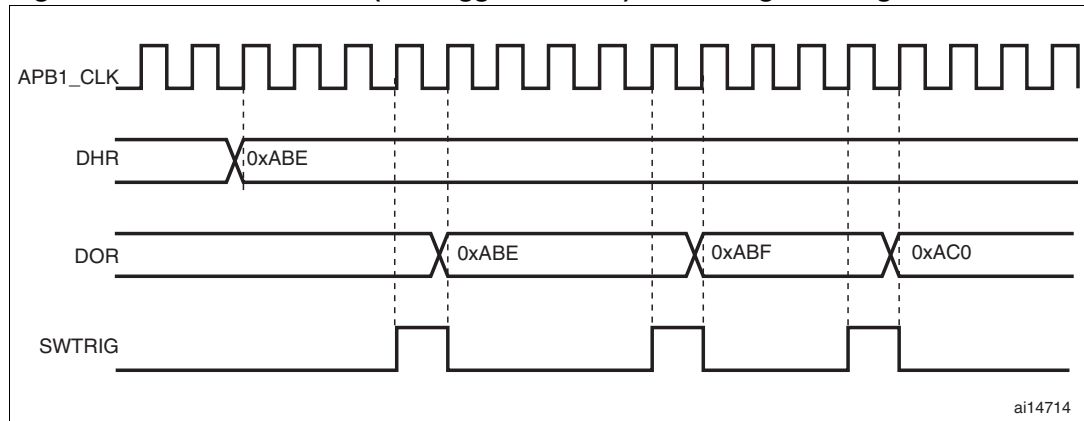 APB1_CLK
DHR
0xABE
DOR
0xABE
0xABF
0xAC0
SWTRIG
ai14714